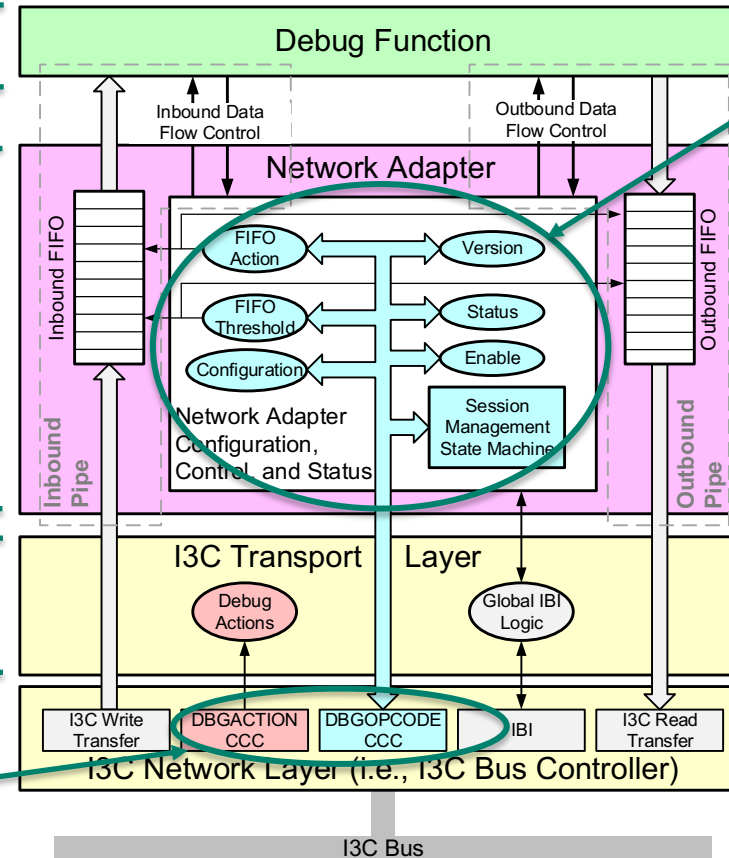 Debug Function
Inbound Data
Flow Control
Outbound Data
Flow Control
Network Adapter
Inbound FIFO
FIFO
Action
Version
FIFO
Threshold
Status
Configuration
Enable
Session
Management
State Machine
Network Adapter
Configuration,
Control, and Status
Outbound FIFO
Inbound
Pipe
Outbound
Pipe
I3C Transport Layer
Debug
Actions
Global IBI
Logic
I3C Write
Transfer
DBGACTION
CCC
DBGOPCODE
CCC
IBI
I3C Read
Transfer
I3C Network Layer (i.e., I3C Bus Controller)
I3C Bus